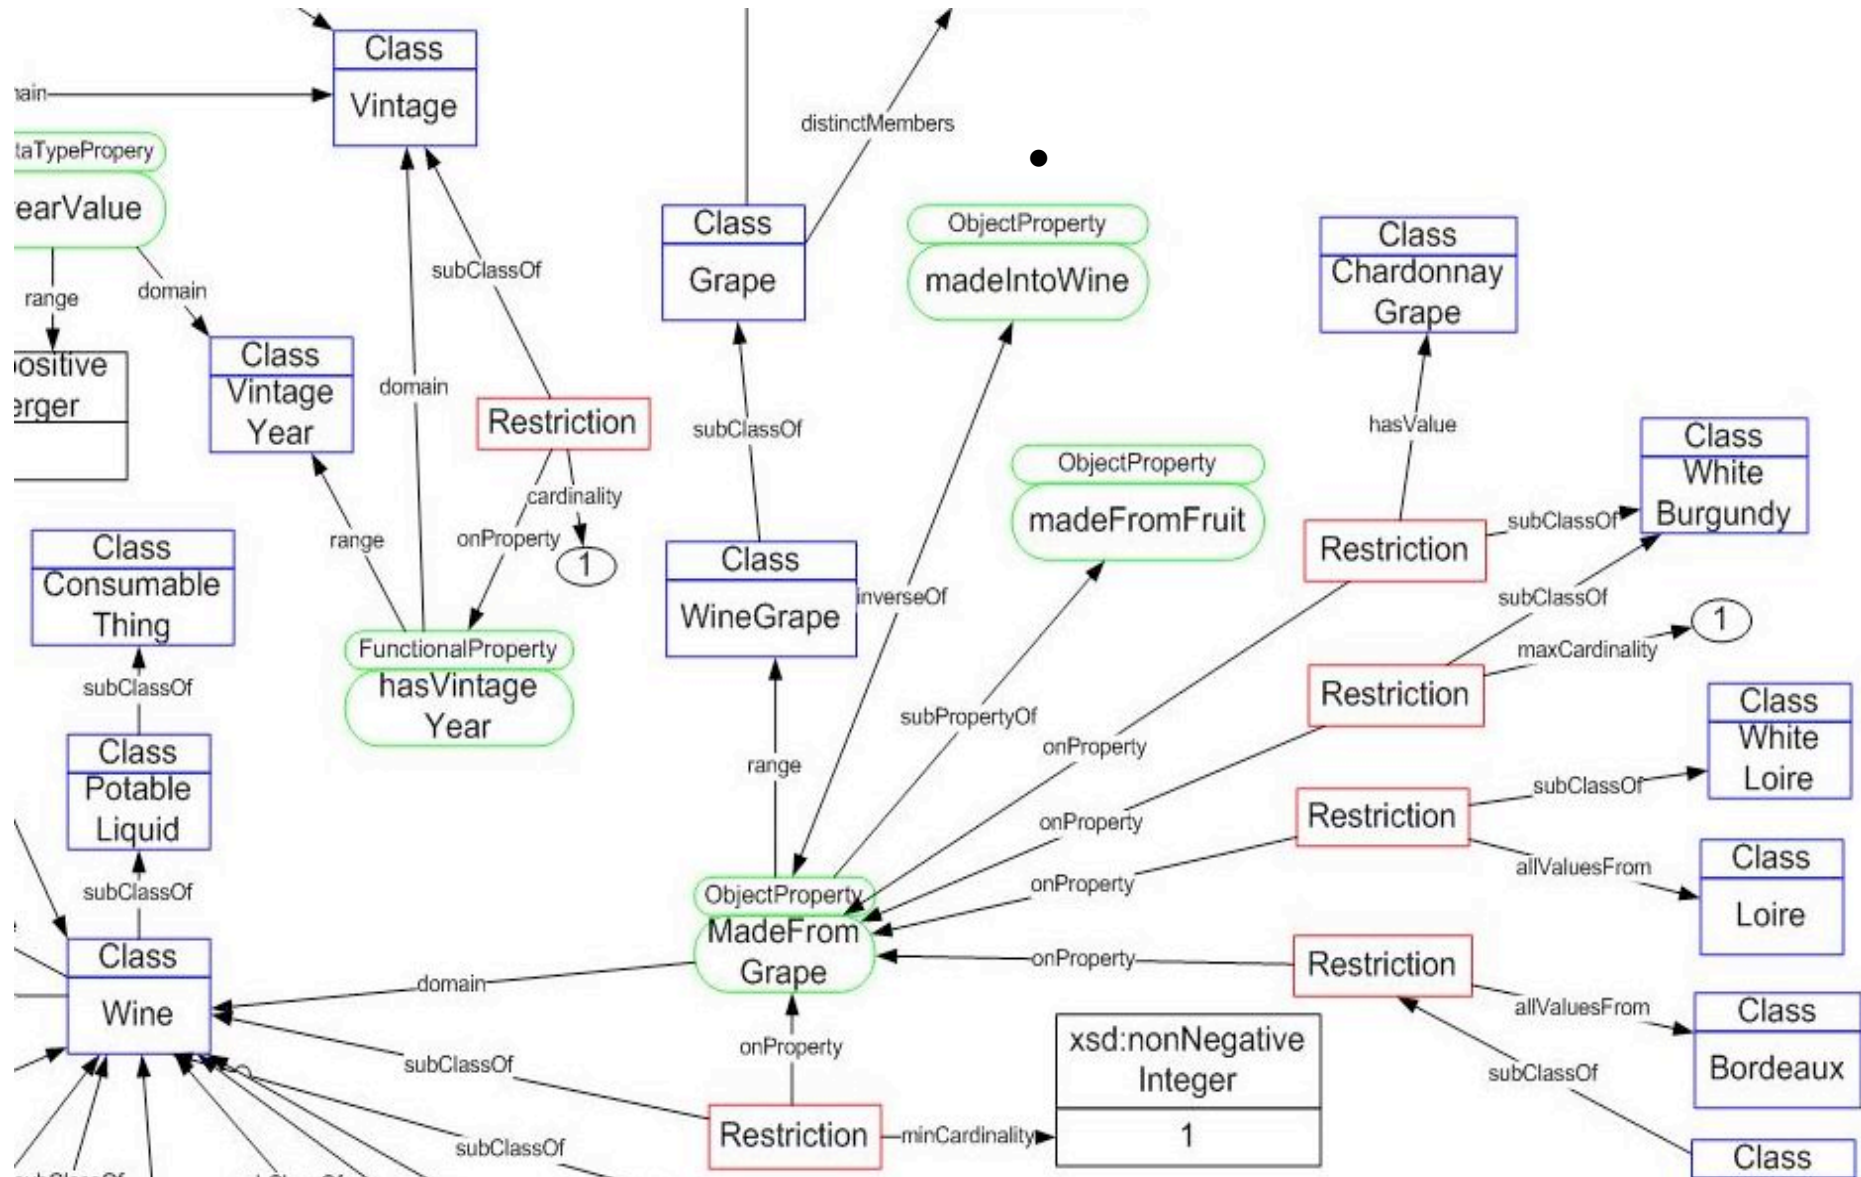 Class
Vintage
distinctMembers
earValue
range
domain
subClassOf
Class
Grape
ObjectProperty
madeIntoWine
Class
Chardonnay
Grape
Class
Vintage
Year
domain
Restriction
subClassOf
hasValue
cardinality
onProperty
1
range
ObjectProperty
madeFromFruit
Restriction
subClassOf
Class
White
Burgundy
Class
Consumable
Thing
FunctionalProperty
hasVintage
Year
Class
WineGrape
inverseOf
subClassOf
maxCardinality
1
Restriction
subClassOf
subPropertyOf
onProperty
range
Class
White
Loire
Class
Potable
Liquid
onProperty
Restriction
subClassOf
subClassOf
onProperty
allValuesFrom
Class
Loire
ObjectProperty
MadeFrom
Grape
Class
Wine
domain
onProperty
Restriction
allValuesFrom
Class
Bordeaux
subClassOf
onProperty
xsd:nonNegative
Integer
1
subClassOf
Restriction
minCardinality
subClassOf
Class